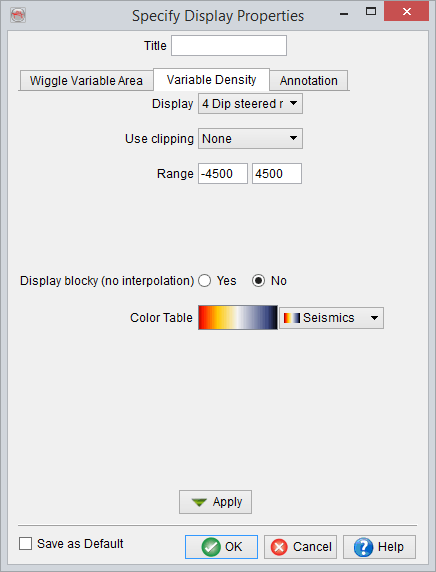 Specify Display Properties
Title
Wiggle Variable Area Variable Density Annotation
Display 4 Dip steered r
Use clipping None
Range -4500 4500
Display blocky (no interpolation) Yes No
Color Table Seismics
Apply
Save as Default OK Cancel Help